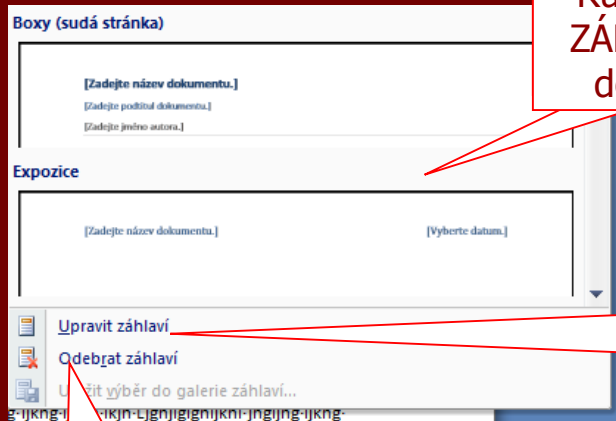 Boxy (sudá stránka)
[Zadejte název dokumentu.]
[Zadejte podtitul dokumentu.]
[Zadejte jméno autora.]
Expozice
[Zadejte název dokumentu.] [Vyberte datum.]
Upravit záhlaví
Odebrat záhlaví
výběr do galerie záhlaví...